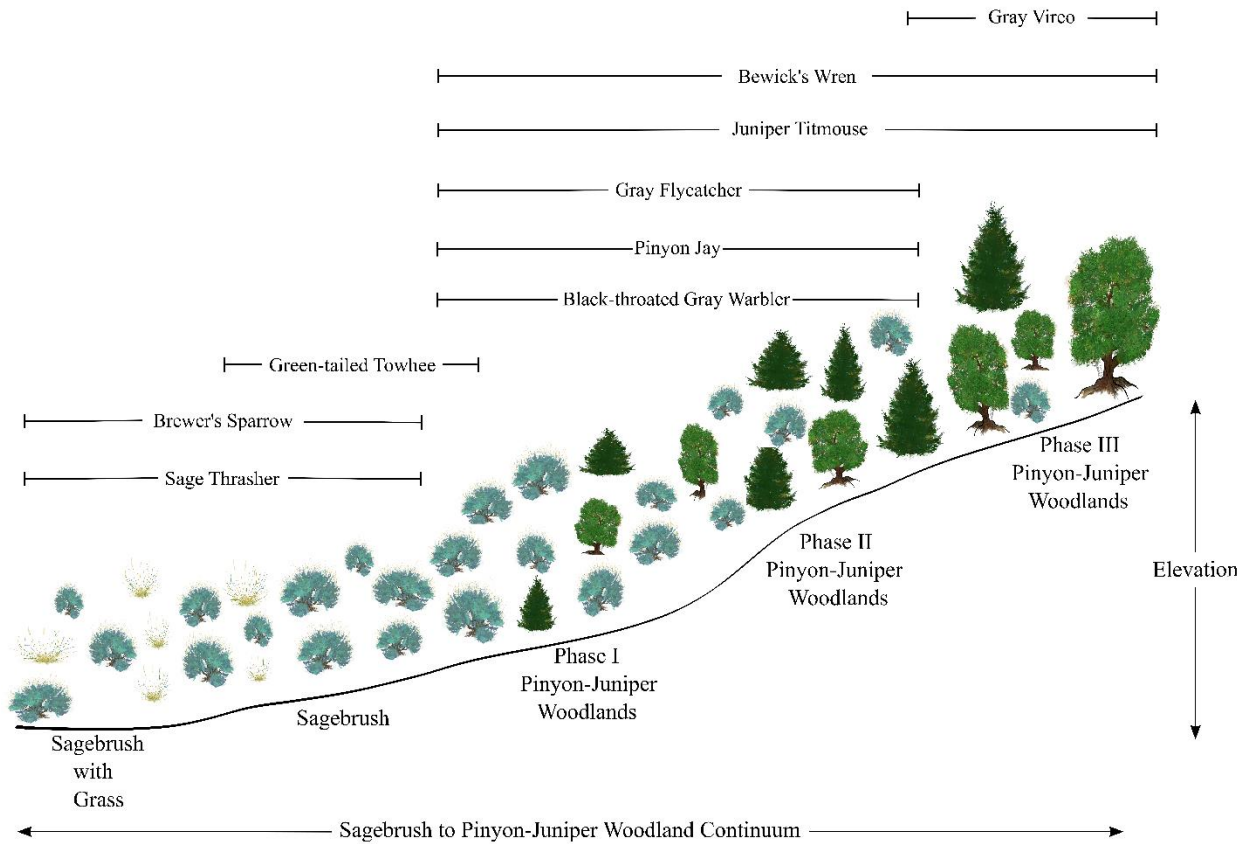 Gray Vireo
Bewick's Wren
Juniper Titmouse
Gray Flycatcher
Pinyon Jay
Black-throated Gray Warbler
Green-tailed Towhee
Brewer's Sparrow
Sage Thrasher
Phase III
Pinyon-Juniper
Woodlands
Phase II
Pinyon-Juniper
Woodlands
Elevation
Phase I
Pinyon-Juniper
Woodlands
Sagebrush
Sagebrush
with
Grass
Sagebrush to Pinyon-Juniper Woodland Continuum